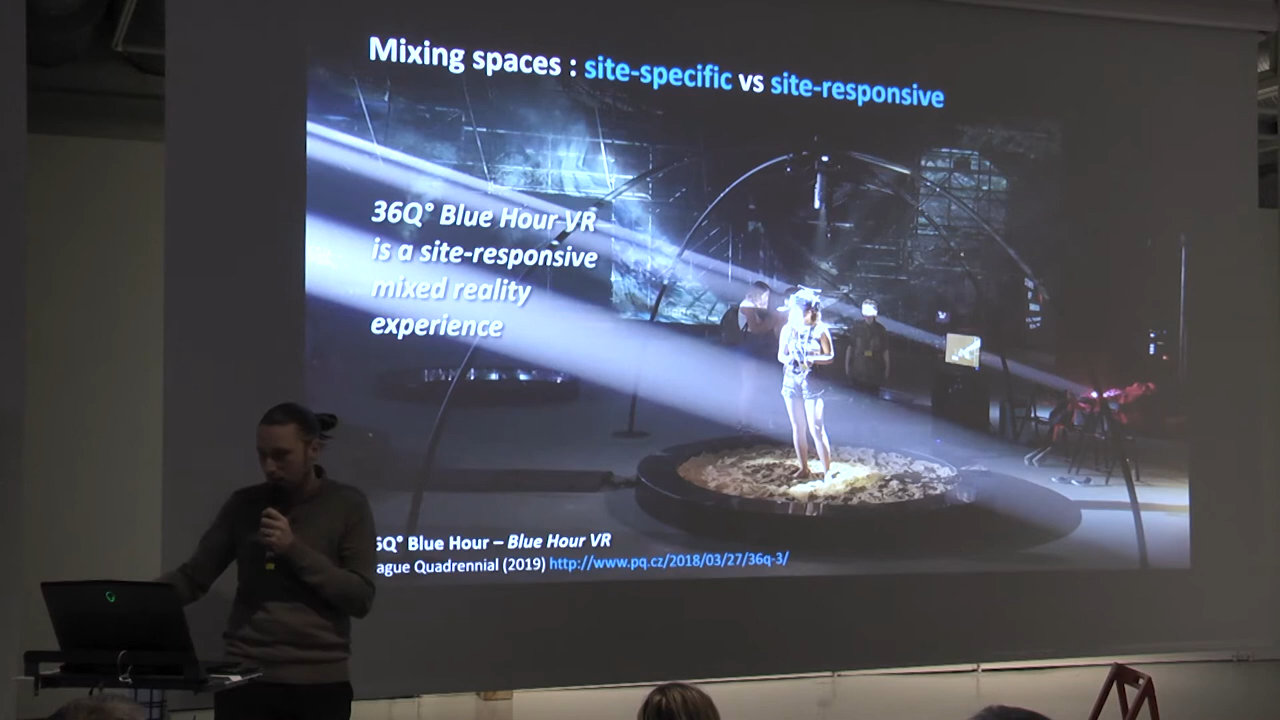 Mixing spaces : site-specific vs site-responsive
36Q° Blue Hour VR
is a site-responsive
mixed reality
experience
6Q° Blue Hour – Blue Hour VR
ague Quadrennial (2019) http://www.pq.cz/2018/03/27/36q-3/